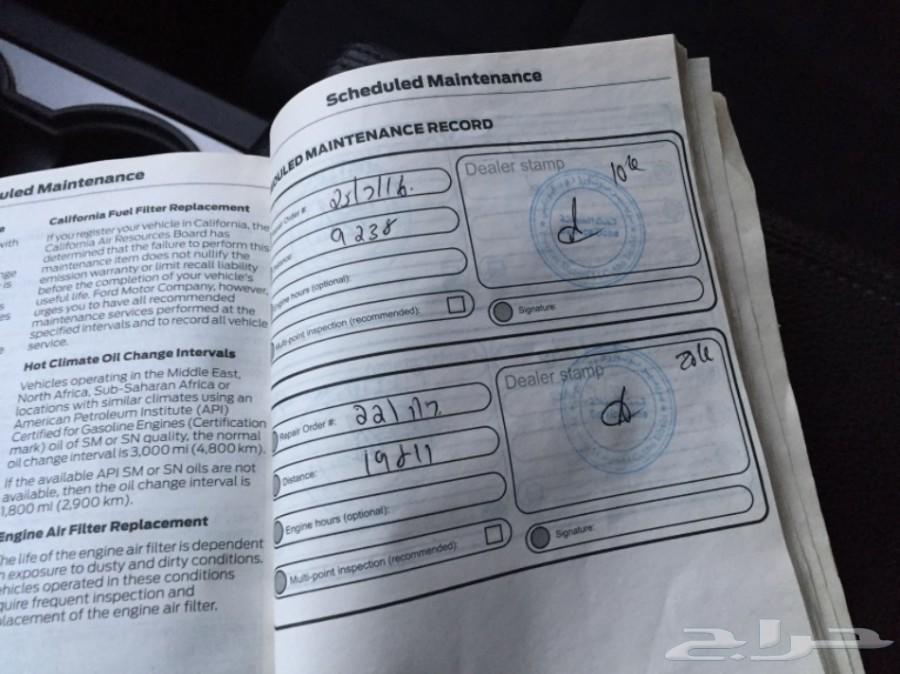 uled Maintenance
California Fuel Filter Replacement
If you register your vehicle in California, the
California Air Resources Board has
determined that the failure to perform this
maintenance item does not nullify the
emission warranty or limit recall liability
before the completion of your vehicle's
useful life. Ford Motor Company, however,
urges you to have all recommended
maintenance services performed at the
specified intervals and to record all vehicle
service.
Hot Climate Oil Change Intervals
Vehicles operating in the Middle East,
North Africa, Sub-Saharan Africa or
locations with similar climates using an
American Petroleum Institute (API)
Certified for Gasoline Engines (Certification
mark) oil of SM or SN quality, the normal
oil change interval is 3,000 mi (4,800 km).
If the available API SM or SN oils are not
available, then the oil change interval is
1,800 mi (2,900 km).
Engine Air Filter Replacement
The life of the engine air filter is dependent
n exposure to dusty and dirty conditions.
ehicles operated in these conditions
quire frequent inspection and
placement of the engine air filter.
Scheduled Maintenance
DULED MAINTENANCE RECORD
Order #:
9238
Engine hours (optional):
Multi-point inspection (recommended):
Dealer stamp
10k
Signature:
Repair Order #:
Distance: 19811
Engine hours (optional):
Multi-point inspection (recommended):
Dealer stamp
20k
Signature:
حراج